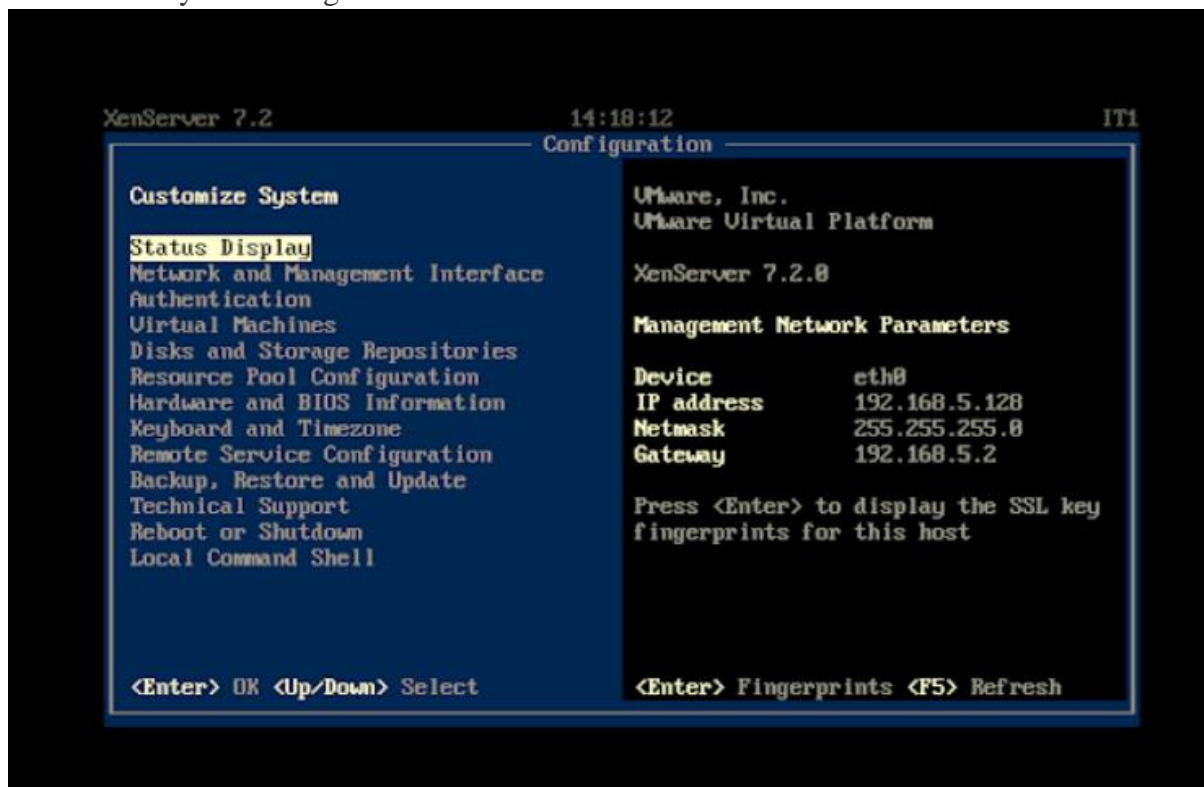 XenServer 7.2 14:18:12 IT1
Configuration
Customize System
Status Display
Network and Management Interface
Authentication
Virtual Machines
Disks and Storage Repositories
Resource Pool Configuration
Hardware and BIOS Information
Keyboard and Timezone
Remote Service Configuration
Backup, Restore and Update
Technical Support
Reboot or Shutdown
Local Command Shell
<Enter> OK <Up/Down> Select
VMware, Inc.
VMware Virtual Platform
XenServer 7.2.0
Management Network Parameters
Device eth0
IP address 192.168.5.128
Netmask 255.255.255.0
Gateway 192.168.5.2
Press <Enter> to display the SSL key
fingerprints for this host
<Enter> Fingerprints <F5> Refresh